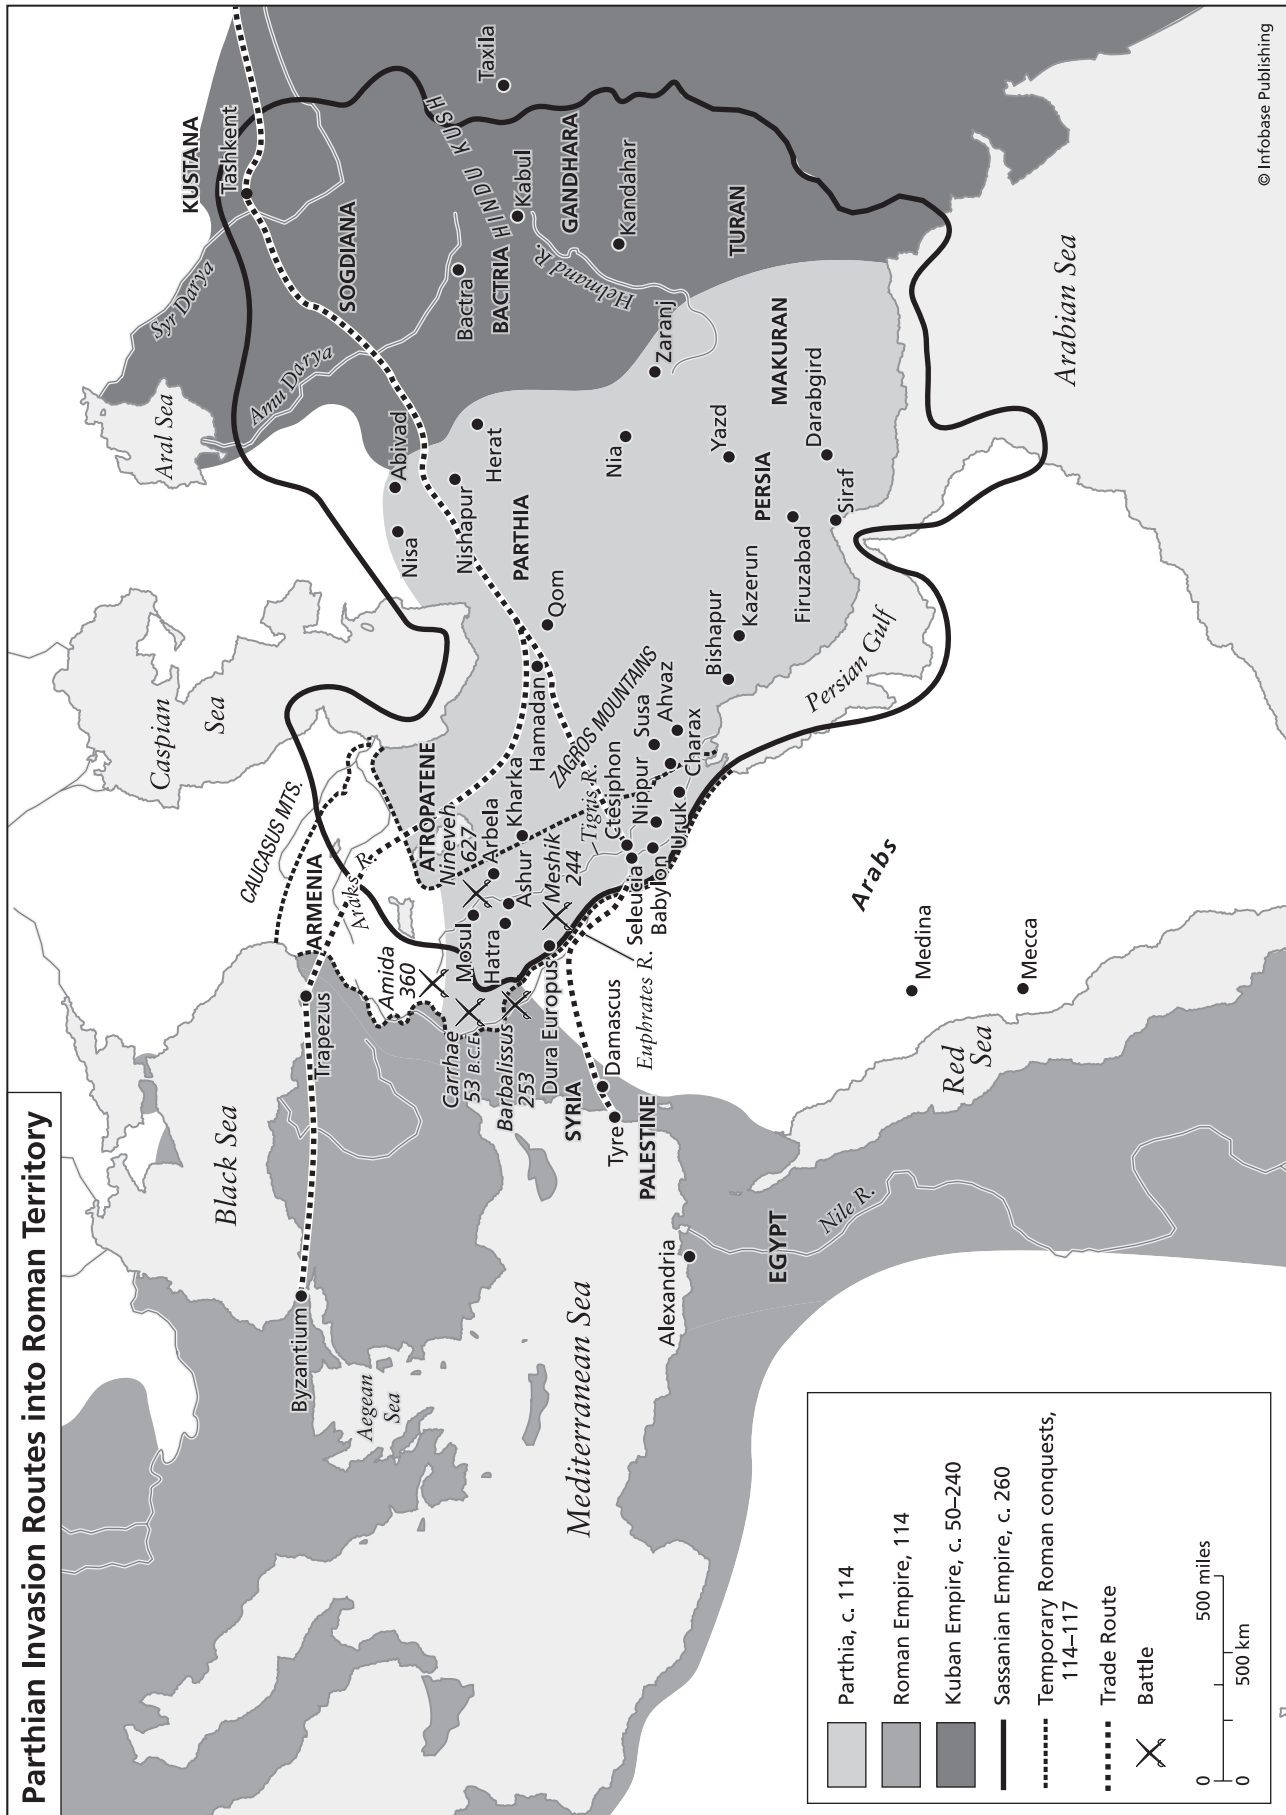 Parthian Invasion Routes into Roman Territory
KUSTANA
Tashkent
Syr Darya
Aral Sea
Amu Darya
SOGDIANA
Bactra
BACTRIA
HINDU KUSH
Taxila
Kabul
GANDHARA
Kandahar
Helmand R.
TURAN
Zaranj
MAKURAN
Abivad
Nisa
Herat
Nishapur
PARTHIA
Nia
Yazd
PERSIA
Darabgird
Siraf
Firuzabad
Kazerun
Bishapur
Qom
Hamadan
ZAGROS MOUNTAINS
Caspian
Sea
CAUCASUS MTS.
ARMENIA
Araks R.
ATROPATENE
Nineveh
627
Arbela
Kharka
Ashur
Meshik
244
Tigris R.
Ctesiphon
Nippur
Susa
Ahvaz
Charax
Uruk
Seleucia
Babylon
Mosul
Hatra
Amida
360
Carrhae
53 B.C.E.
Barbalissus
253
Dura Europus
Euphrates R.
Damascus
SYRIA
Tyre
PALESTINE
Trapezus
Black Sea
Byzantium
Aegean
Sea
Mediterranean Sea
Alexandria
EGYPT
Nile R.
Red
Sea
Arabs
Medina
Mecca
Persian Gulf
Arabian Sea
Parthia, c. 114
Roman Empire, 114
Kuban Empire, c. 50–240
Sassanian Empire, c. 260
Temporary Roman conquests,
114–117
Trade Route
Battle
0 500 miles
0 500 km
© Infobase Publishing